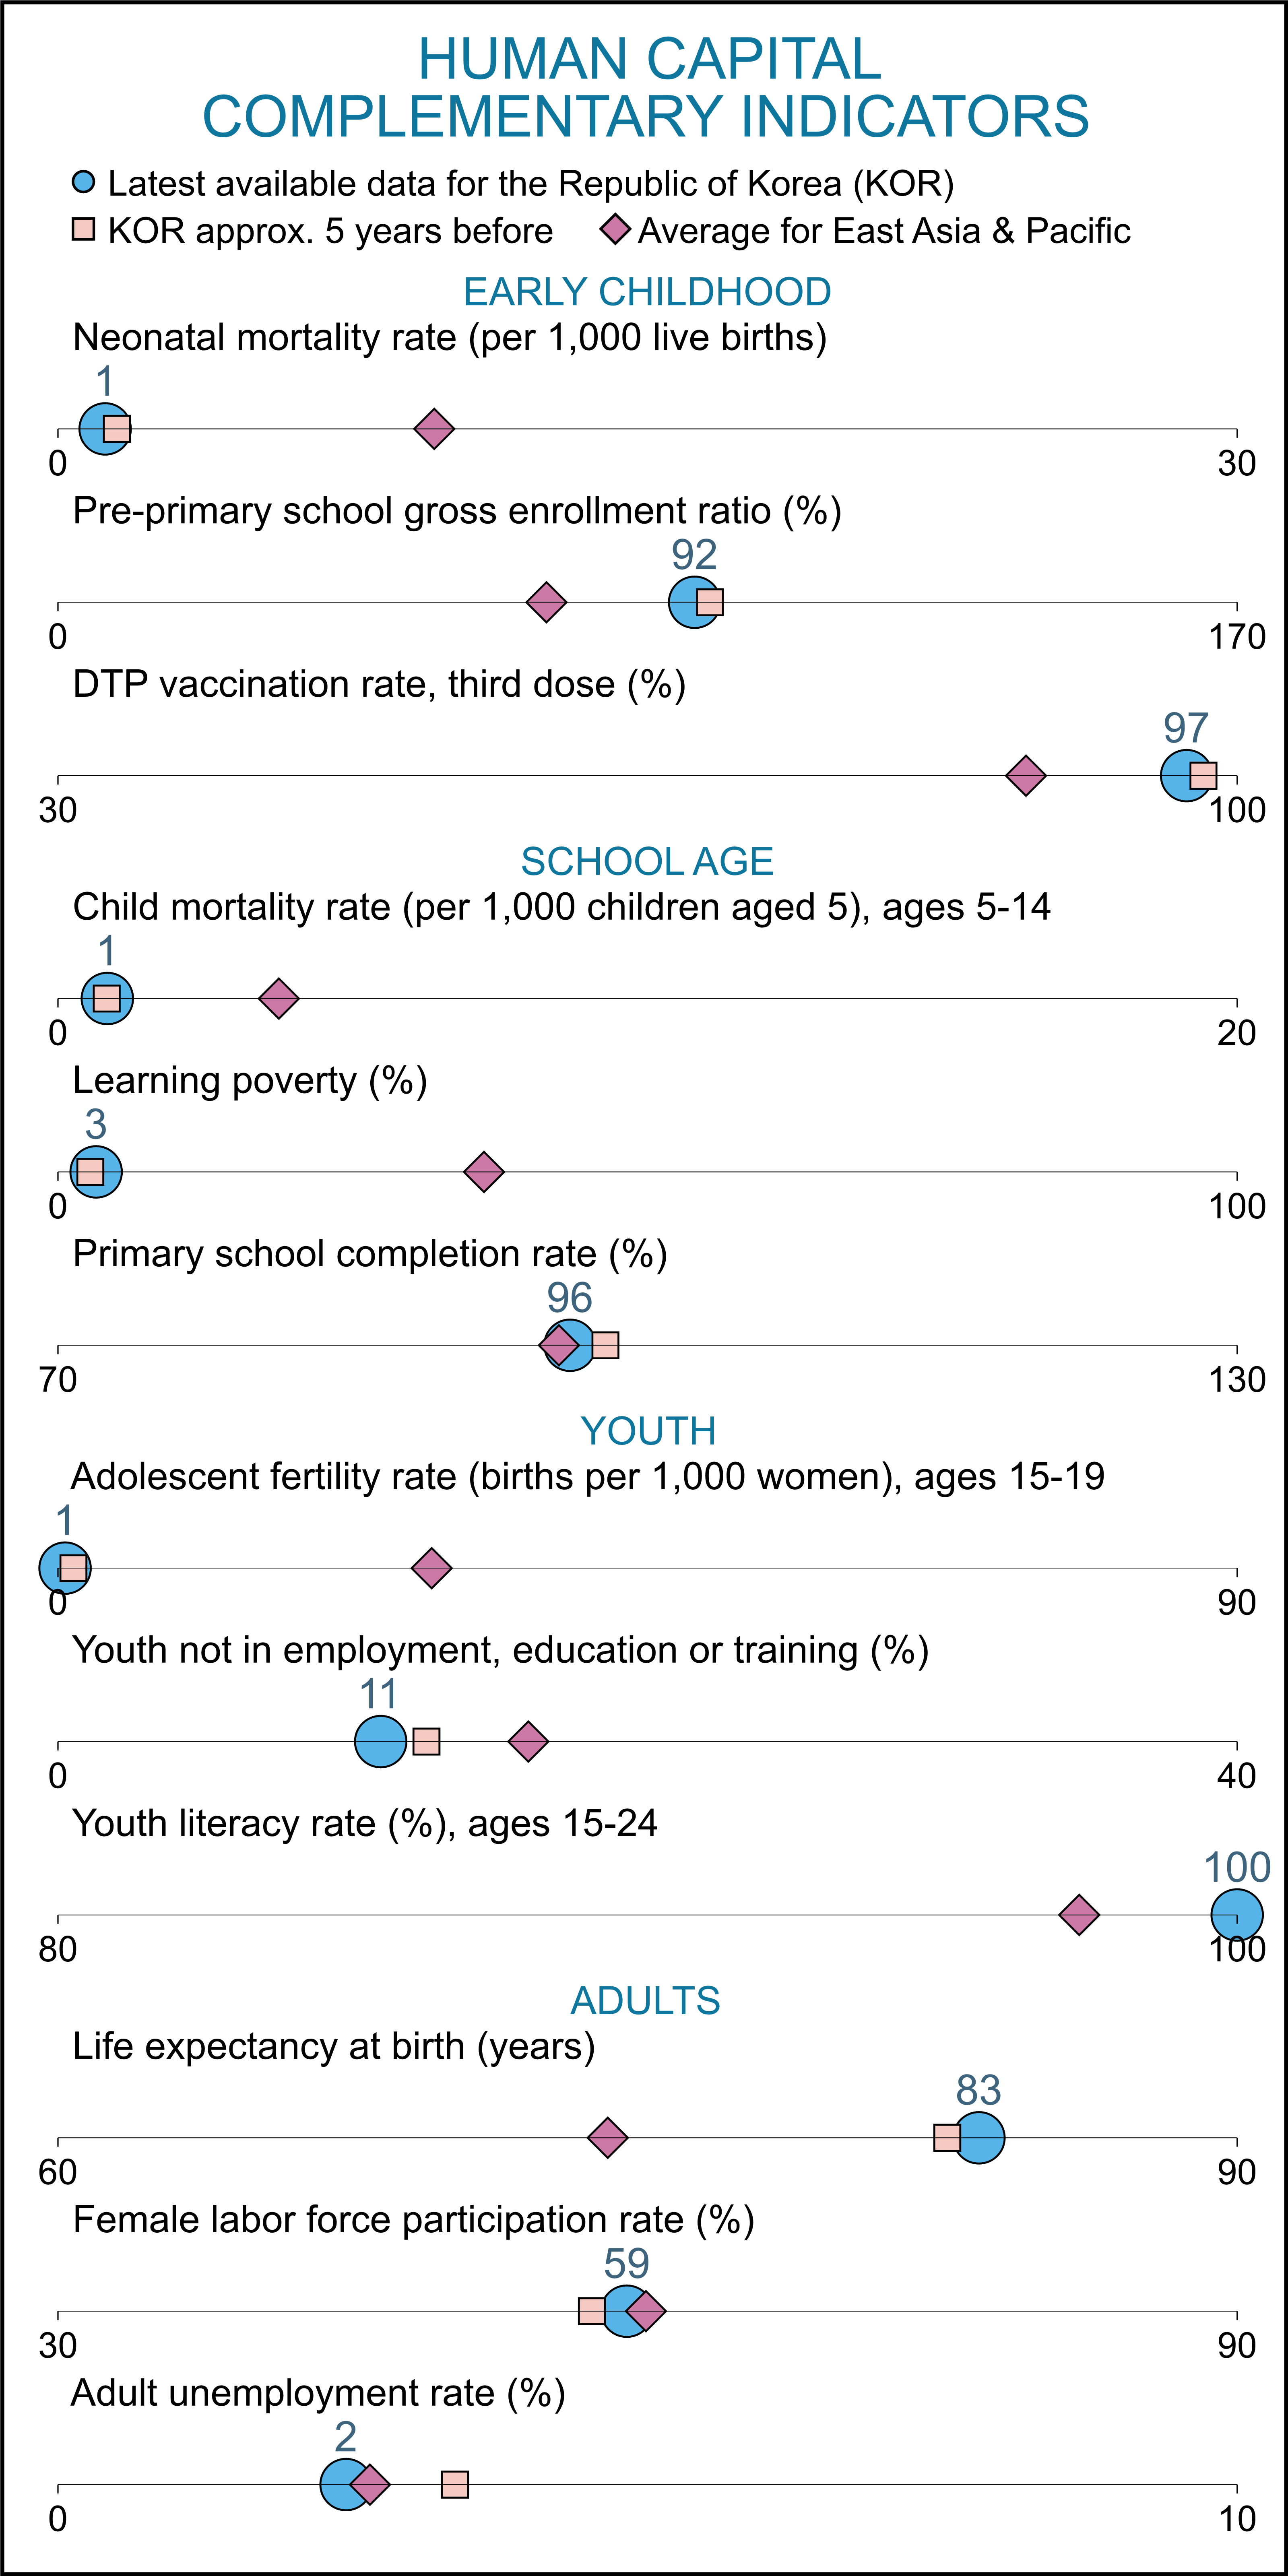 HUMAN CAPITAL
COMPLEMENTARY INDICATORS
Latest available data for the Republic of Korea (KOR)
KOR approx. 5 years before
Average for East Asia & Pacific
EARLY CHILDHOOD
Neonatal mortality rate (per 1,000 live births)
1
0 30
Pre-primary school gross enrollment ratio (%)
92
0 170
DTP vaccination rate, third dose (%)
97
30 100
SCHOOL AGE
Child mortality rate (per 1,000 children aged 5), ages 5-14
1
0 20
Learning poverty (%)
3
0 100
Primary school completion rate (%)
96
70 130
YOUTH
Adolescent fertility rate (births per 1,000 women), ages 15-19
1
0 90
Youth not in employment, education or training (%)
11
0 40
Youth literacy rate (%), ages 15-24
100
80 100
ADULTS
Life expectancy at birth (years)
83
60 90
Female labor force participation rate (%)
59
30 90
Adult unemployment rate (%)
2
0 10